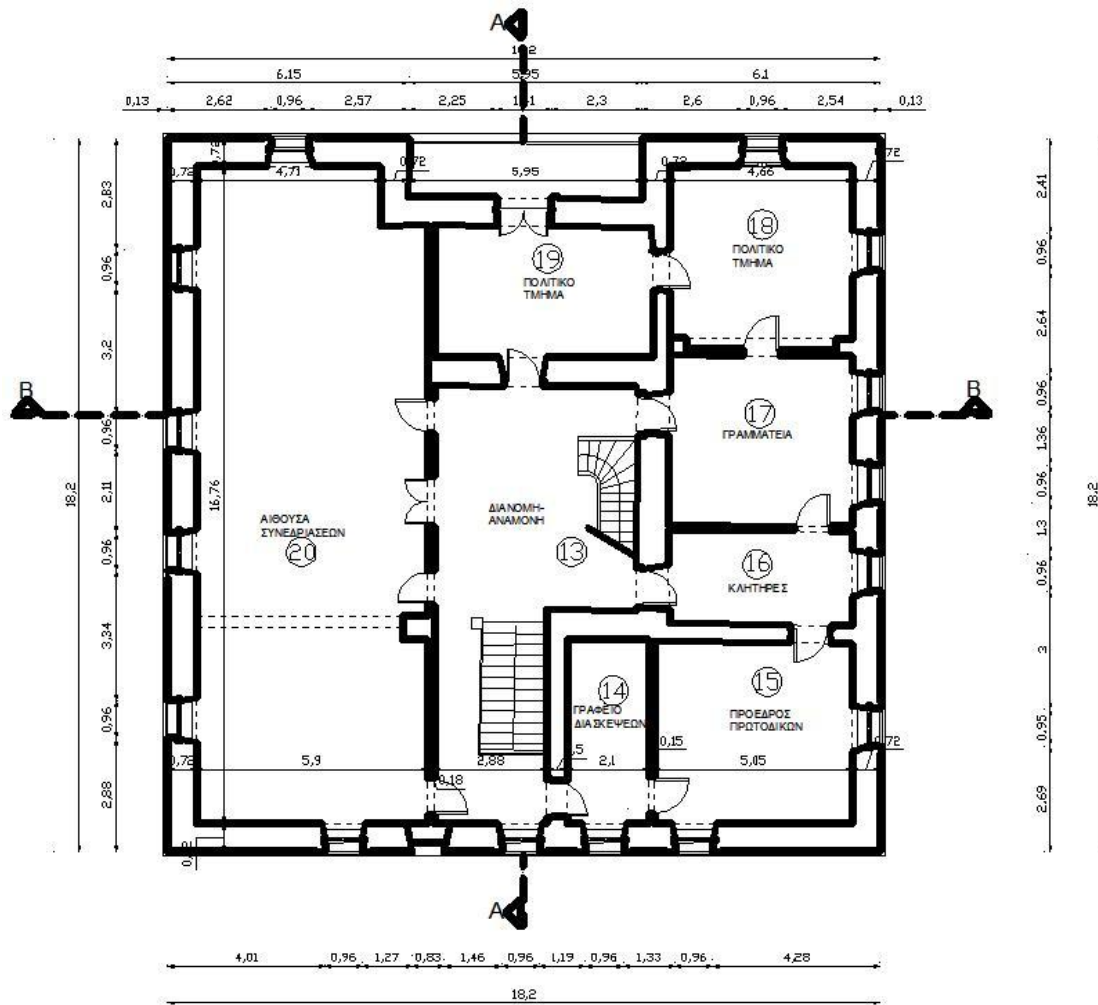 A
18,2
6.15 5,95 6.1
0,13 2,62 0,96 2,57 2,25 1,41 2,3 2,6 0,96 2,54 0,13
0,72 0,72 0,72
0,72 4,71 5,95 4,66
2,83 2,41
18
ΠΟΛΙΤΙΚΟ
ΤΜΗΜΑ
19
ΠΟΛΙΤΙΚΟ
ΤΜΗΜΑ
0,96 0,96
3,2 2,64
B B
0,96 0,96
17
ΓΡΑΜΜΑΤΕΙΑ
1,36
18,2 16,76 18,2
2,11 0,96
ΔΙΑΝΟΜΗ-
ΑΝΑΜΟΝΗ
13
ΑΙΘΟΥΣΑ
ΣΥΝΕΔΡΙΑΣΕΩΝ
20
1,3
0,96 0,96
16
ΚΛΗΤΗΡΕΣ
3,34 3
14
ΓΡΑΦΕΙΟ
ΔΙΑΣΚΕΨΕΩΝ
15
ΠΡΟΕΔΡΟΣ
ΠΡΩΤΟΔΙΚΩΝ
0,96 0,95
0,15 0,72
0,72 5,9 2,88 ,5 2,1 5,05
0,18
2,88 2,69
A
4,01 0,96 1,27 0,83 1,46 0,96 1,19 0,96 1,33 0,96 4,28
18,2